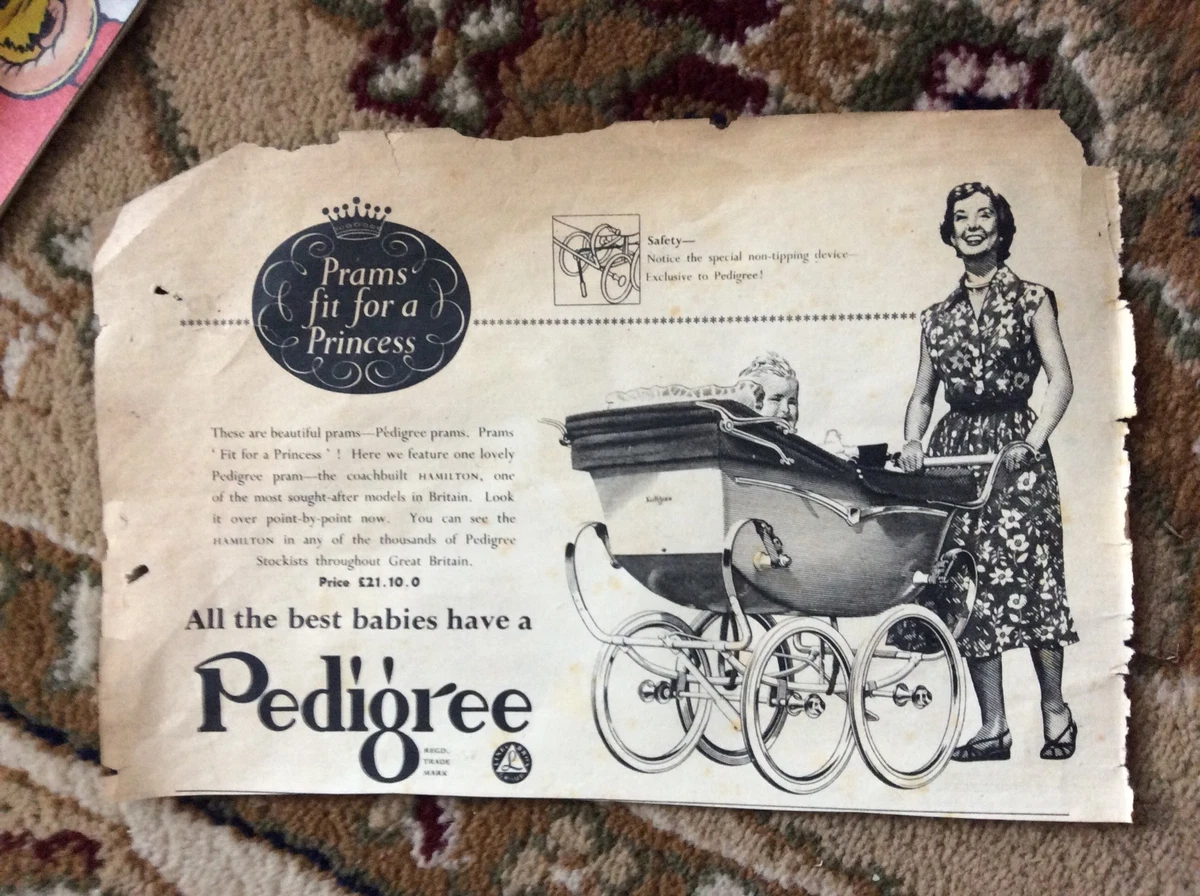 Prams
fit for a
Princess
Safety—
Notice the special non-tipping device—
Exclusive to Pedigree!
These are beautiful prams—Pedigree prams. Prams
‘ Fit for a Princess ’ ! Here we feature one lovely
Pedigree pram—the coachbuilt HAMILTON, one
of the most sought-after models in Britain. Look
it over point-by-point now. You can see the
HAMILTON in any of the thousands of Pedigree
Stockists throughout Great Britain.
Price £21.10.0
All the best babies have a
Pedigree
REGD.
TRADE
MARK
Pedigree